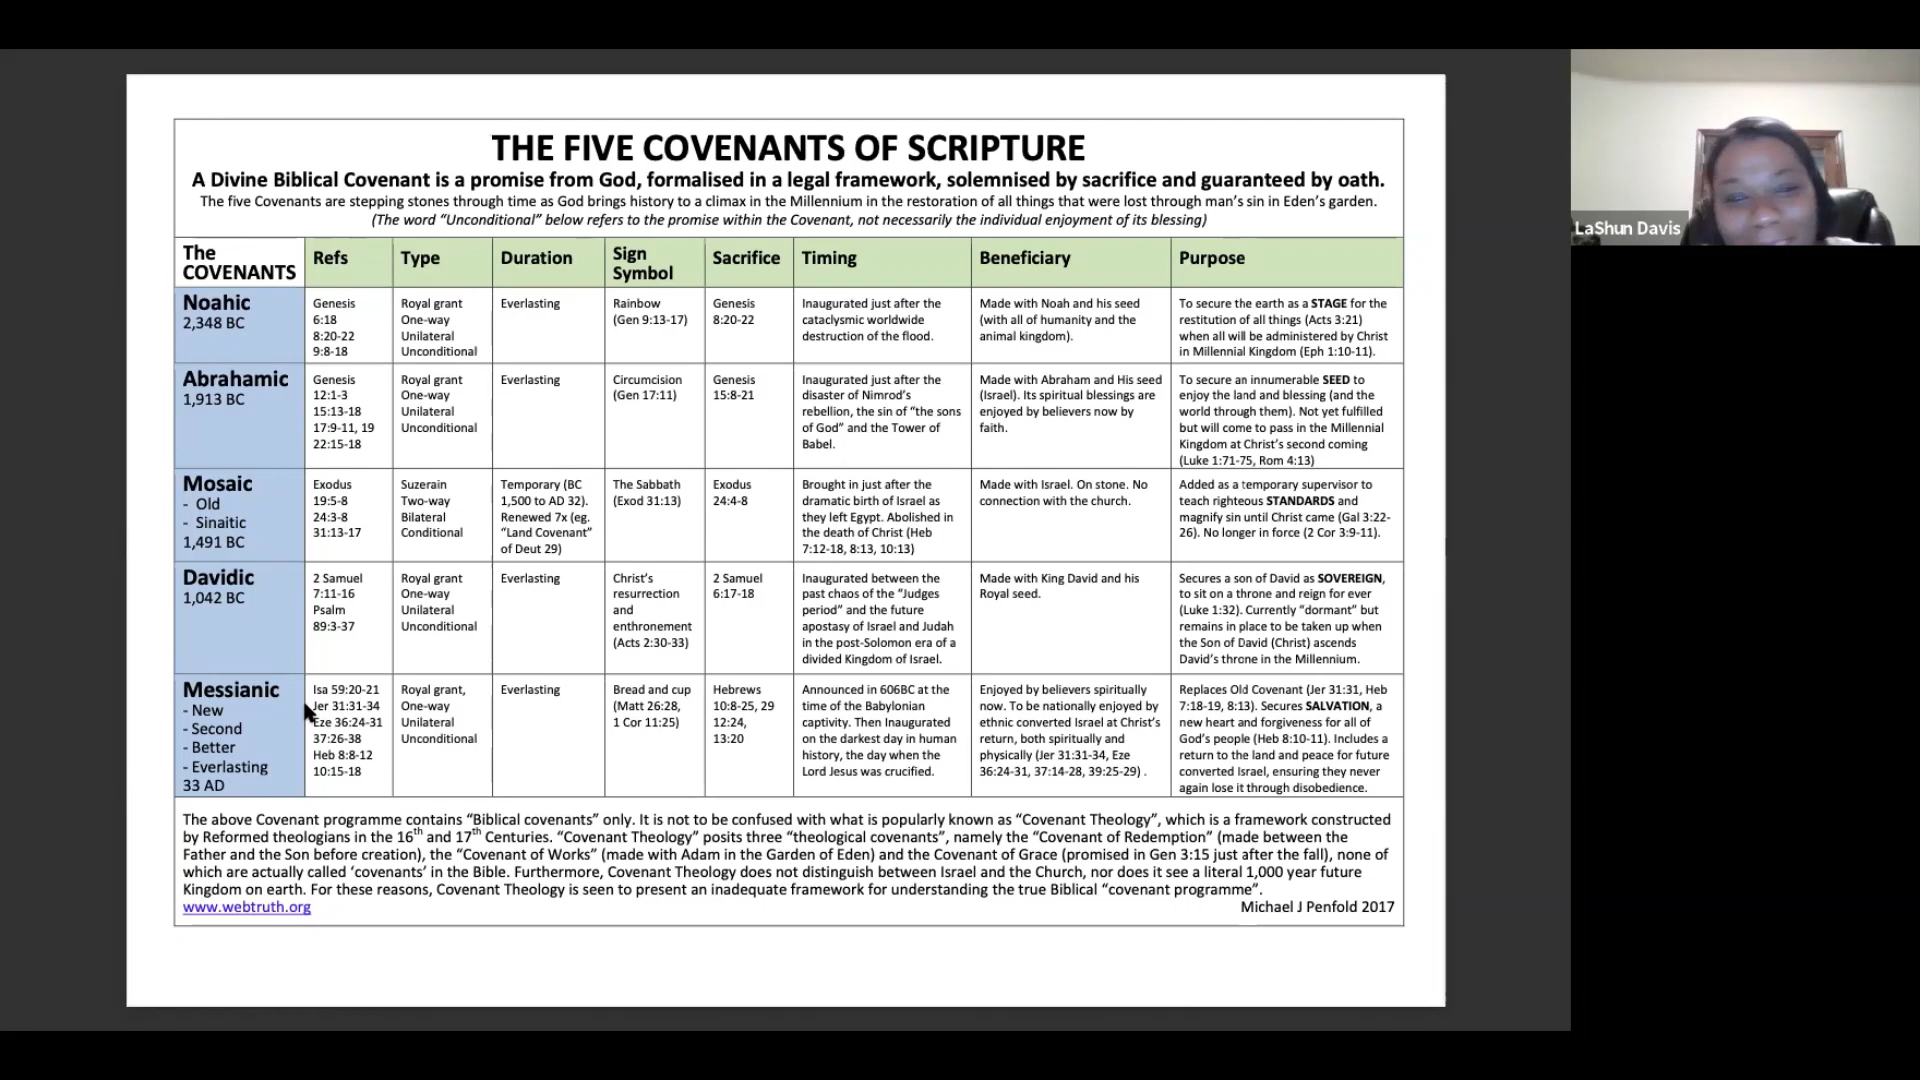 THE FIVE COVENANTS OF SCRIPTURE
A Divine Biblical Covenant is a promise from God, formalised in a legal framework, solemnised by sacrifice and guaranteed by oath.
The five Covenants are stepping stones through time as God brings history to a climax in the Millennium in the restoration of all things that were lost through man's sin in Eden's garden.
(The word "Unconditional" below refers to the promise within the Covenant, not necessarily the individual enjoyment of its blessing)
The
COVENANTS
Refs
Type
Duration
Sign
Symbol
Sacrifice
Timing
Beneficiary
Purpose
Noahic
2,348 BC
Genesis
6:18
8:20-22
9:8-18
Royal grant
One-way
Unilateral
Unconditional
Everlasting
Rainbow
(Gen 9:13-17)
Genesis
8:20-22
Inaugurated just after the
cataclysmic worldwide
destruction of the flood.
Made with Noah and his seed
(with all of humanity and the
animal kingdom).
To secure the earth as a STAGE for the
restitution of all things (Acts 3:21)
when all will be administered by Christ
in Millennial Kingdom (Eph 1:10-11).
Abrahamic
1,913 BC
Genesis
12:1-3
15:13-18
17:9-11, 19
22:15-18
Royal grant
One-way
Unilateral
Unconditional
Everlasting
Circumcision
(Gen 17:11)
Genesis
15:8-21
Inaugurated just after the
disaster of Nimrod's
rebellion, the sin of "the sons
of God" and the Tower of
Babel.
Made with Abraham and His seed
(Israel). Its spiritual blessings are
enjoyed by believers now by
faith.
To secure an innumerable SEED to
enjoy the land and blessing (and the
world through them). Not yet fulfilled
but will come to pass in the Millennial
Kingdom at Christ's second coming
(Luke 1:71-75, Rom 4:13)
Mosaic
- Old
- Sinaitic
1,491 BC
Exodus
19:5-8
24:3-8
31:13-17
Suzerain
Two-way
Bilateral
Conditional
Temporary (BC
1,500 to AD 32).
Renewed 7x (eg.
"Land Covenant"
of Deut 29)
The Sabbath
(Exod 31:13)
Exodus
24:4-8
Brought in just after the
dramatic birth of Israel as
they left Egypt. Abolished in
the death of Christ (Heb
7:12-18, 8:13, 10:13)
Made with Israel. On stone. No
connection with the church.
Added as a temporary supervisor to
teach righteous STANDARDS and
magnify sin until Christ came (Gal 3:22-
26). No longer in force (2 Cor 3:9-11).
Davidic
1,042 BC
2 Samuel
7:11-16
Psalm
89:3-37
Royal grant
One-way
Unilateral
Unconditional
Everlasting
Christ's
resurrection
and
enthronement
(Acts 2:30-33)
2 Samuel
6:17-18
Inaugurated between the
past chaos of the "Judges
period" and the future
apostasy of Israel and Judah
in the post-Solomon era of a
divided Kingdom of Israel.
Made with King David and his
Royal seed.
Secures a son of David as SOVEREIGN,
to sit on a throne and reign for ever
(Luke 1:32). Currently "dormant" but
remains in place to be taken up when
the Son of David (Christ) ascends
David's throne in the Millennium.
Messianic
- New
- Second
- Better
- Everlasting
33 AD
Isa 59:20-21
Jer 31:31-34
Eze 36:24-31
37:26-38
Heb 8:8-12
10:15-18
Royal grant,
One-way
Unilateral
Unconditional
Everlasting
Bread and cup
(Matt 26:28,
1 Cor 11:25)
Hebrews
10:8-25, 29
12:24,
13:20
Announced in 606BC at the
time of the Babylonian
captivity. Then Inaugurated
on the darkest day in human
history, the day when the
Lord Jesus was crucified.
Enjoyed by believers spiritually
now. To be nationally enjoyed by
ethnic converted Israel at Christ's
return, both spiritually and
physically (Jer 31:31-34, Eze
36:24-31, 37:14-28, 39:25-29) .
Replaces Old Covenant (Jer 31:31, Heb
7:18-19, 8:13). Secures SALVATION, a
new heart and forgiveness for all of
God's people (Heb 8:10-11). Includes a
return to the land and peace for future
converted Israel, ensuring they never
again lose it through disobedience.
The above Covenant programme contains "Biblical covenants" only. It is not to be confused with what is popularly known as "Covenant Theology", which is a framework constructed
by Reformed theologians in the 16th and 17th Centuries. "Covenant Theology" posits three "theological covenants", namely the "Covenant of Redemption" (made between the
Father and the Son before creation), the "Covenant of Works" (made with Adam in the Garden of Eden) and the Covenant of Grace (promised in Gen 3:15 just after the fall), none of
which are actually called 'covenants' in the Bible. Furthermore, Covenant Theology does not distinguish between Israel and the Church, nor does it see a literal 1,000 year future
Kingdom on earth. For these reasons, Covenant Theology is seen to present an inadequate framework for understanding the true Biblical "covenant programme".
www.webtruth.org
Michael J Penfold 2017
LaShun Davis